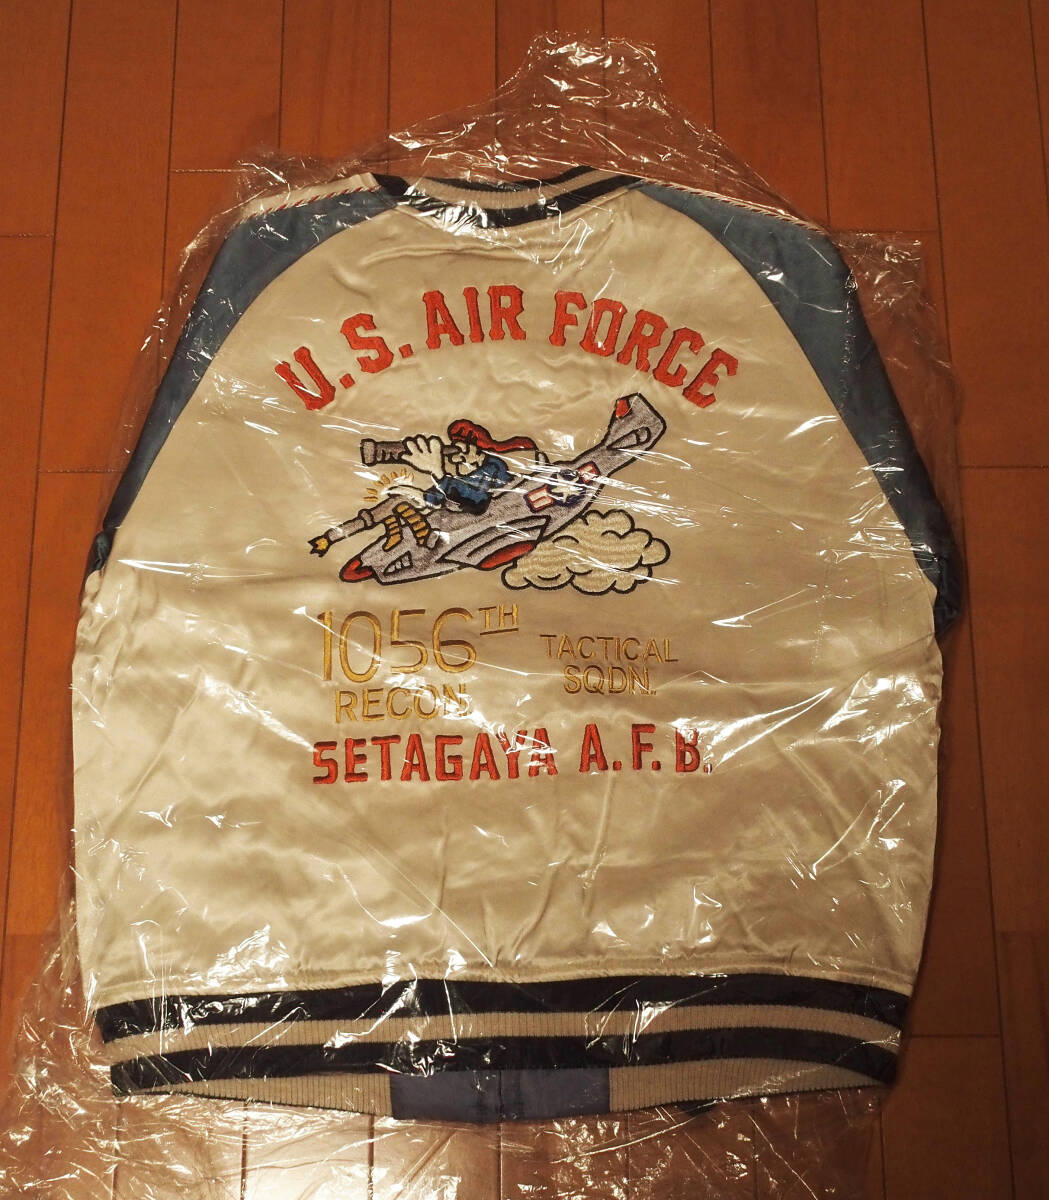 U.S. AIR FORCE
1056TH TACTICAL
RECON. SQDN.
SETAGAYA A.F.B.